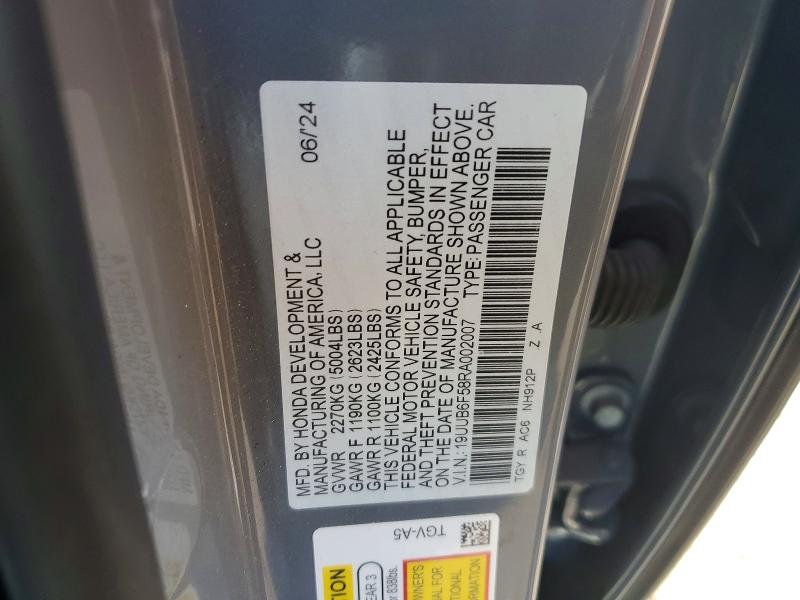 MFD. BY HONDA DEVELOPMENT & 06/'24
MANUFACTURING OF AMERICA, LLC
GVWR 2270KG (5004LBS)
GAWR F 1190KG (2623LBS)
GAWR R 1100KG (2425LBS)
THIS VEHICLE CONFORMS TO ALL APPLICABLE
FEDERAL MOTOR VEHICLE SAFETY, BUMPER,
AND THEFT PREVENTION STANDARDS IN EFFECT
ON THE DATE OF MANUFACTURE SHOWN ABOVE.
V.I.N.: 19UUB6F58RA002007 TYPE: PASSENGER CAR
TGY R AC6 NH912P .Z .A
TGV-A5